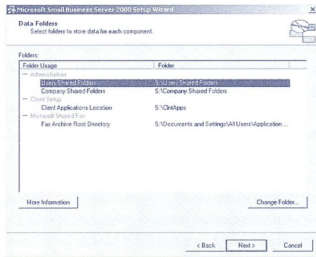 Microsoft Small Business Server 2000 Setup Wizard
Data Folders
Select folders to store data for each component.
Folders:
Folder Usage Folder
Administration
Users Shared Folders S:\Users Shared Folders
Company Shared Folders S:\Company Shared Folders
Client Setup
Client Applications Location S:\ClntApps
Microsoft Shared Fax
Fax Archive Root Directory S:\Documents and Settings\All Users\Application ...
More Information Change Folder...
< Back Next > Cancel